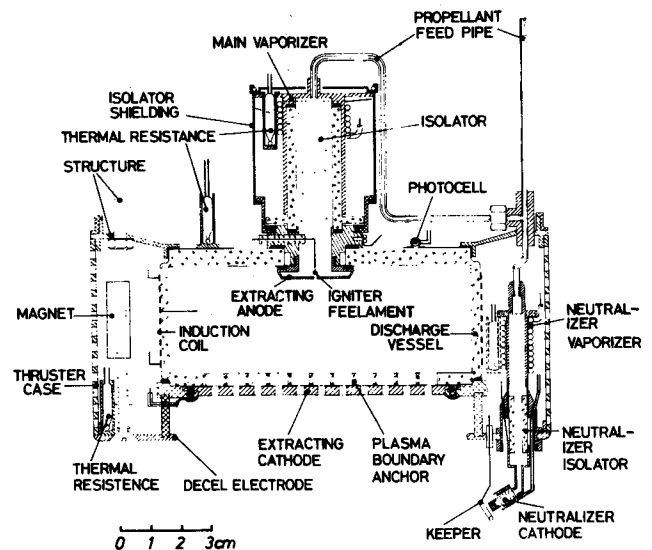 PROPELLANT
FEED PIPE
MAIN VAPORIZER
ISOLATOR
SHIELDING
THERMAL RESISTANCE
STRUCTURE
ISOLATOR
PHOTOCELL
EXTRACTING
ANODE
IGNITER
FEELAMENT
MAGNET
INDUCTION
COIL
DISCHARGE
VESSEL
NEUTRAL-
IZER
VAPORIZER
THRUSTER
CASE
THERMAL
RESISTENCE
DECEL ELECTRODE
EXTRACTING
CATHODE
PLASMA
BOUNDARY
ANCHOR
NEUTRAL-
IZER
ISOLATOR
KEEPER
NEUTRALIZER
CATHODE
0 1 2 3cm